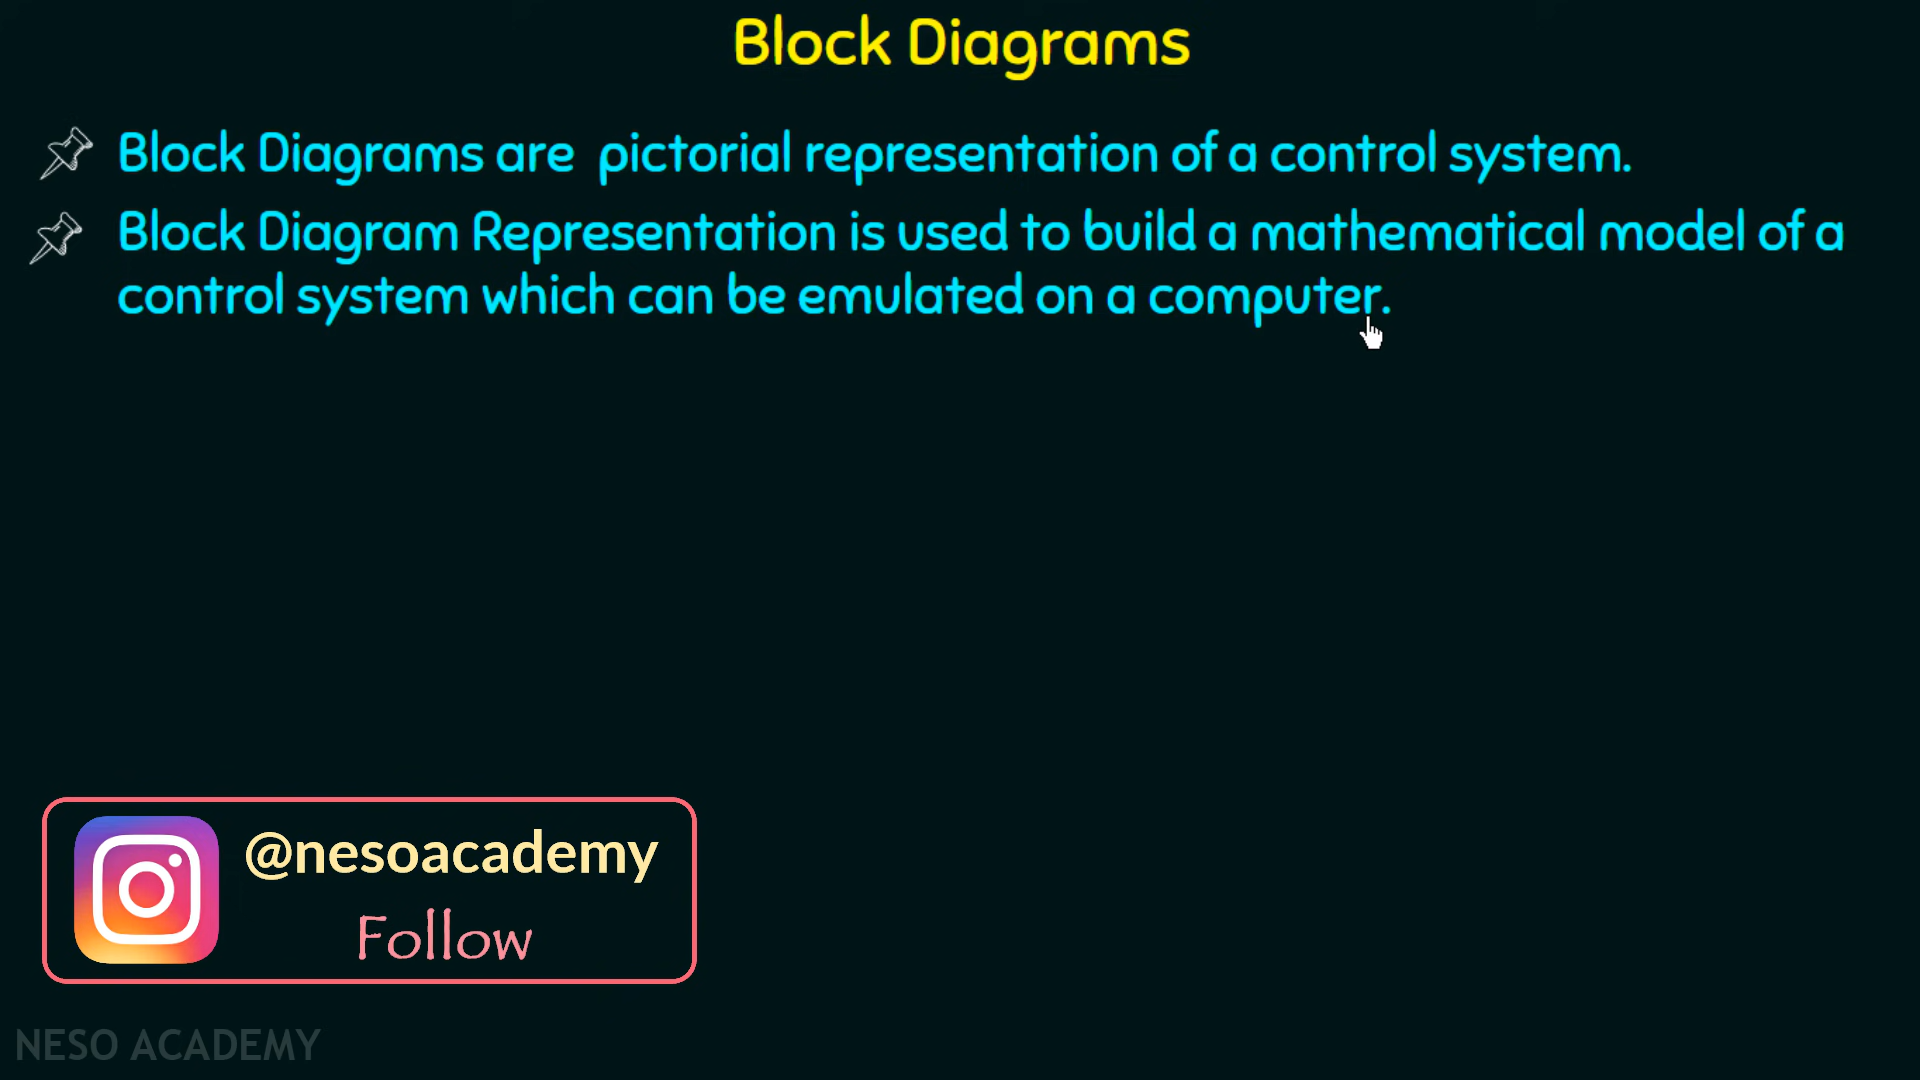 Block Diagrams
Block Diagrams are pictorial representation of a control system.
Block Diagram Representation is used to build a mathematical model of a
control system which can be emulated on a computer.
@nesoacademy
Follow
NESO ACADEMY